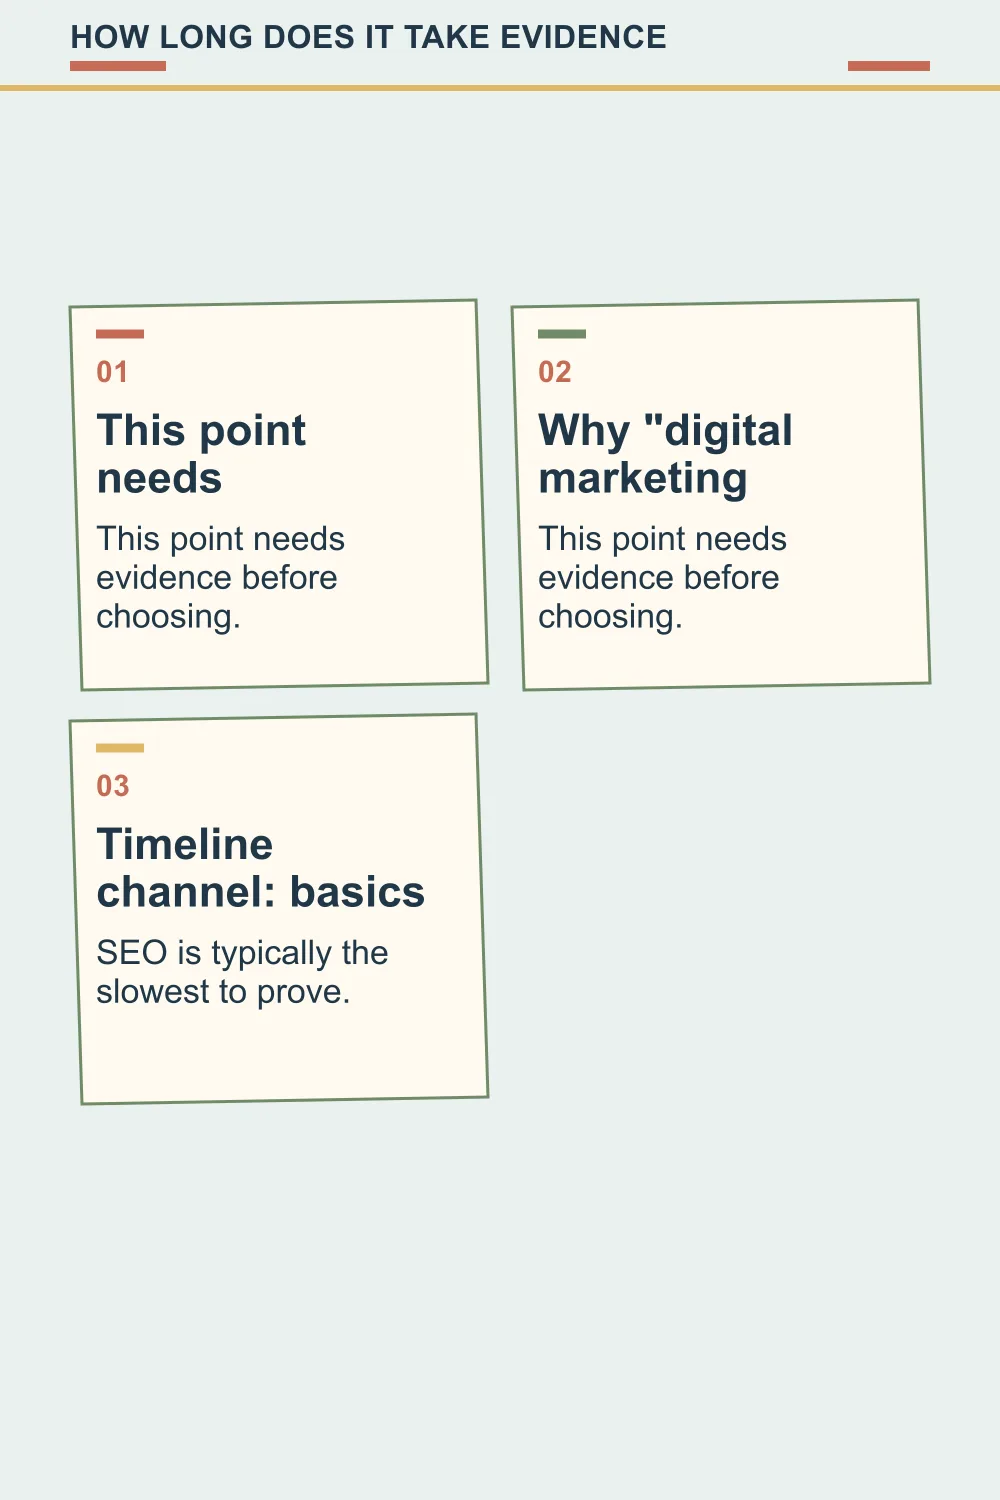 HOW LONG DOES IT TAKE EVIDENCE
01
This point
needs
This point needs
evidence before
choosing.
02
Why "digital
marketing
This point needs
evidence before
choosing.
03
Timeline
channel: basics
SEO is typically the
slowest to prove.